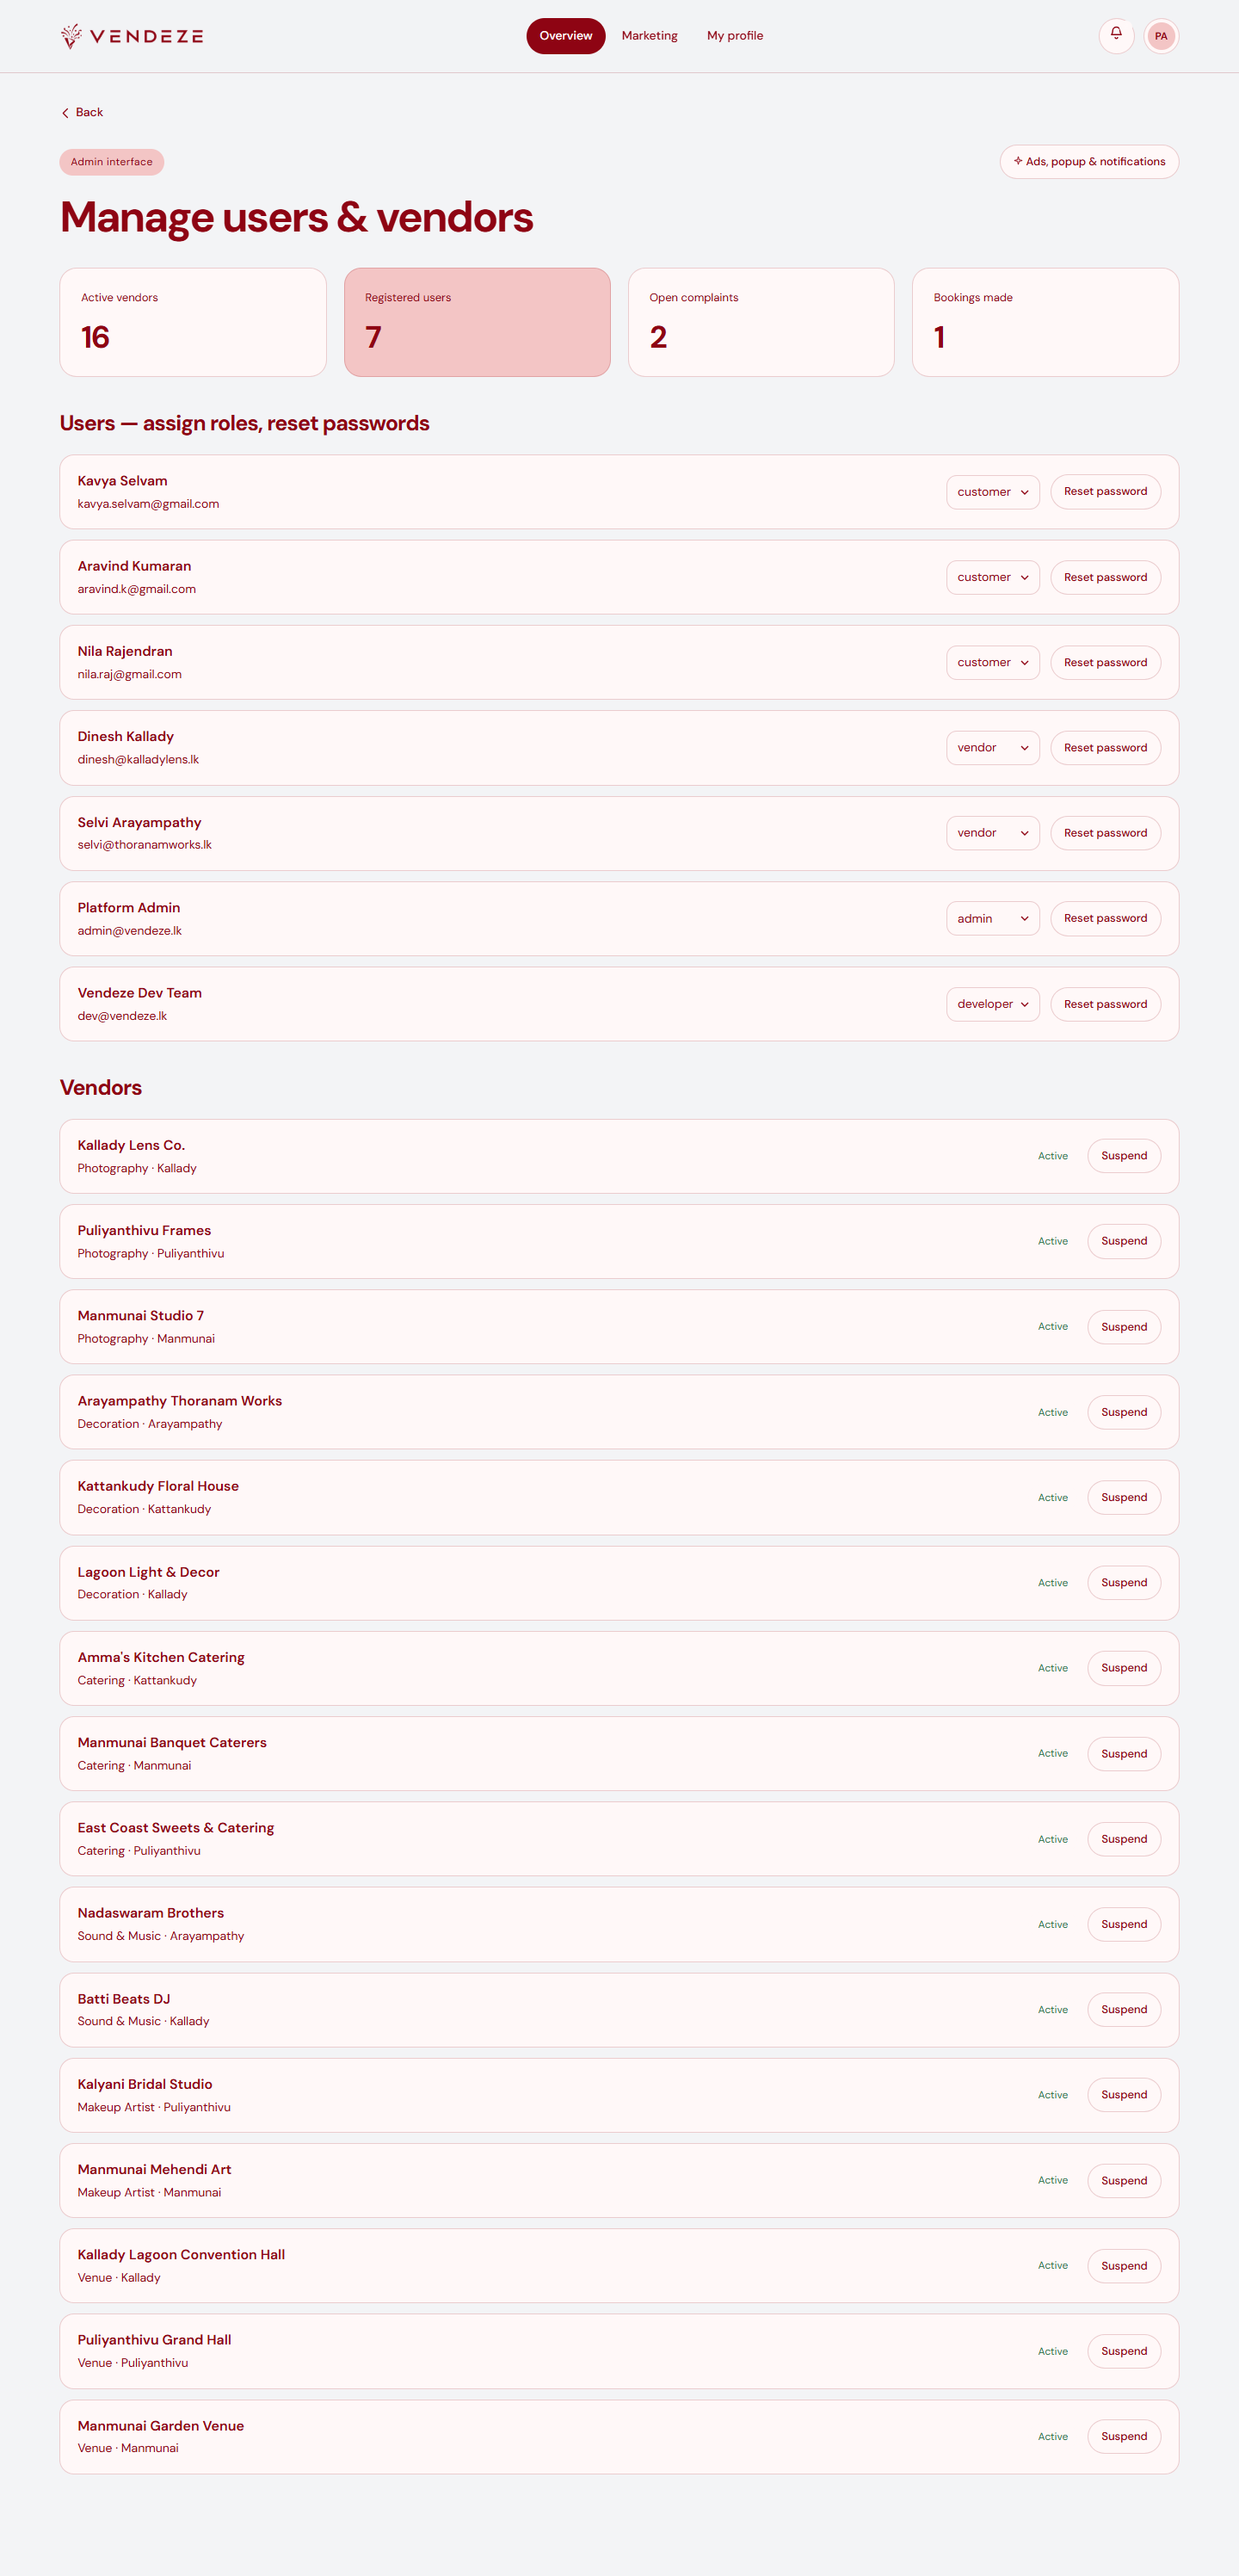 VENDEZE
Overview Marketing My profile
PA
Back
Admin interface
Ads, popup & notifications
Manage users & vendors
Active vendors
16
Registered users
7
Open complaints
2
Bookings made
1
Users — assign roles, reset passwords
Kavya Selvam
kavya.selvam@gmail.com
customer Reset password
Aravind Kumaran
aravind.k@gmail.com
customer Reset password
Nila Rajendran
nila.raj@gmail.com
customer Reset password
Dinesh Kallady
dinesh@kalladylens.lk
vendor Reset password
Selvi Arayampathy
selvi@thoranamworks.lk
vendor Reset password
Platform Admin
admin@vendeze.lk
admin Reset password
Vendeze Dev Team
dev@vendeze.lk
developer Reset password
Vendors
Kallady Lens Co.
Photography · Kallady
Active Suspend
Puliyanthivu Frames
Photography · Puliyanthivu
Active Suspend
Manmunai Studio 7
Photography · Manmunai
Active Suspend
Arayampathy Thoranam Works
Decoration · Arayampathy
Active Suspend
Kattankudy Floral House
Decoration · Kattankudy
Active Suspend
Lagoon Light & Decor
Decoration · Kallady
Active Suspend
Amma's Kitchen Catering
Catering · Kattankudy
Active Suspend
Manmunai Banquet Caterers
Catering · Manmunai
Active Suspend
East Coast Sweets & Catering
Catering · Puliyanthivu
Active Suspend
Nadaswaram Brothers
Sound & Music · Arayampathy
Active Suspend
Batti Beats DJ
Sound & Music · Kallady
Active Suspend
Kalyani Bridal Studio
Makeup Artist · Puliyanthivu
Active Suspend
Manmunai Mehendi Art
Makeup Artist · Manmunai
Active Suspend
Kallady Lagoon Convention Hall
Venue · Kallady
Active Suspend
Puliyanthivu Grand Hall
Venue · Puliyanthivu
Active Suspend
Manmunai Garden Venue
Venue · Manmunai
Active Suspend